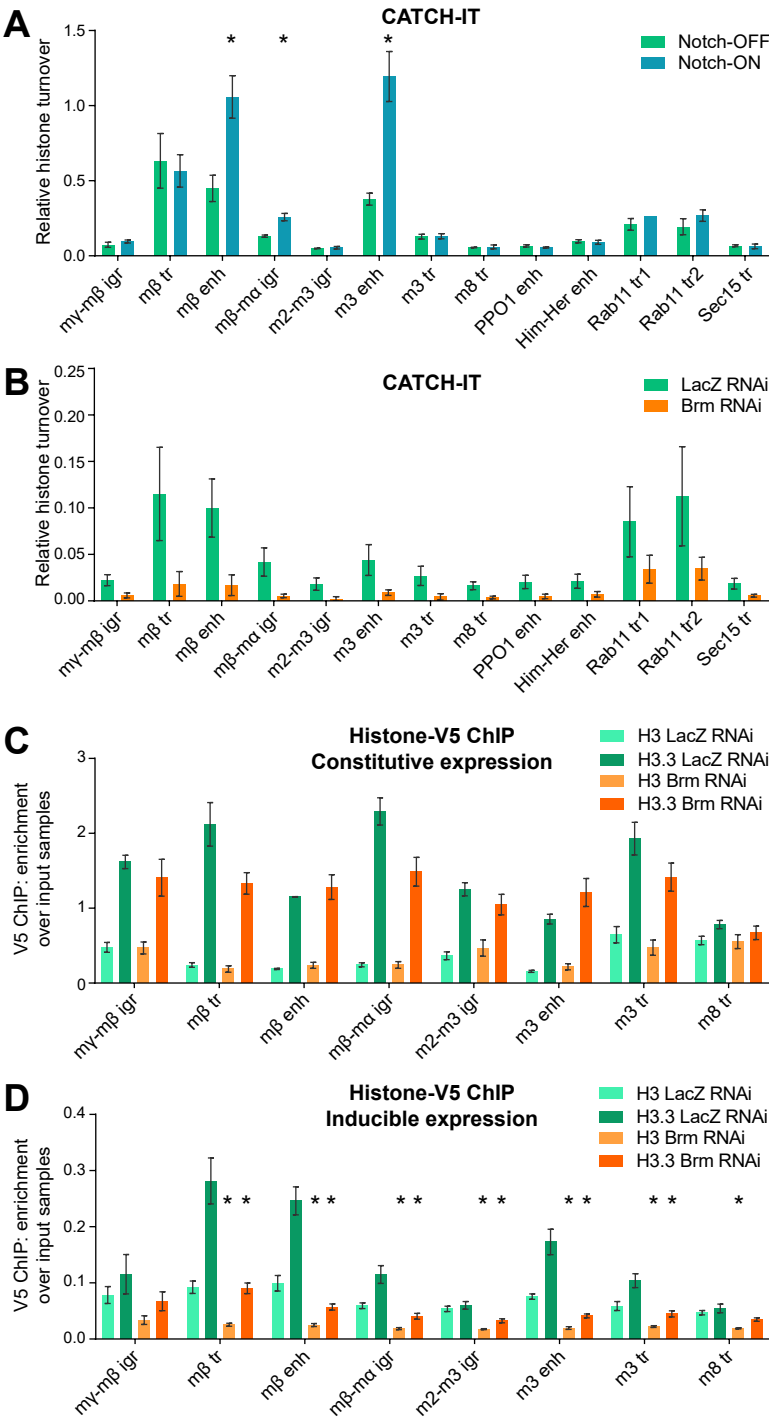 A
CATCH-IT
Notch-OFF
Notch-ON
Relative histone turnover
1.5
1.0
0.5
0.0
* * *
mγ-mβ igr
mβ tr
mβ enh
mβ-mα igr
m2-m3 igr
m3 enh
m3 tr
m8 tr
PPO1 enh
Him-Her enh
Rab11 tr1
Rab11 tr2
Sec15 tr
B
CATCH-IT
LacZ RNAi
Brm RNAi
Relative histone turnover
0.25
0.20
0.15
0.10
0.05
0.00
mγ-mβ igr
mβ tr
mβ enh
mβ-mα igr
m2-m3 igr
m3 enh
m3 tr
m8 tr
PPO1 enh
Him-Her enh
Rab11 tr1
Rab11 tr2
Sec15 tr
C
Histone-V5 ChIP
Constitutive expression
H3 LacZ RNAi
H3.3 LacZ RNAi
H3 Brm RNAi
H3.3 Brm RNAi
V5 ChIP: enrichment
over input samples
3
2
1
0
mγ-mβ igr
mβ tr
mβ enh
mβ-mα igr
m2-m3 igr
m3 enh
m3 tr
m8 tr
D
Histone-V5 ChIP
Inducible expression
H3 LacZ RNAi
H3.3 LacZ RNAi
H3 Brm RNAi
H3.3 Brm RNAi
V5 ChIP: enrichment
over input samples
0.4
0.3
0.2
0.1
0.0
* * * * * * * * * * * * *
mγ-mβ igr
mβ tr
mβ enh
mβ-mα igr
m2-m3 igr
m3 enh
m3 tr
m8 tr